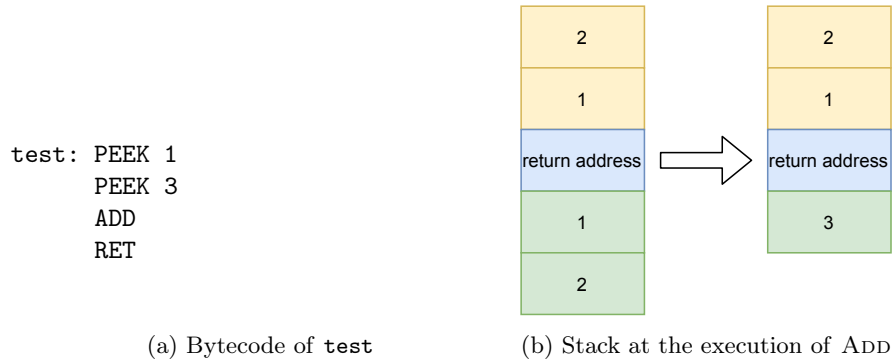 test: PEEK 1
PEEK 3
ADD
RET
2
1
return address
1
2
2
1
return address
3
(a) Bytecode of test
(b) Stack at the execution of ADD